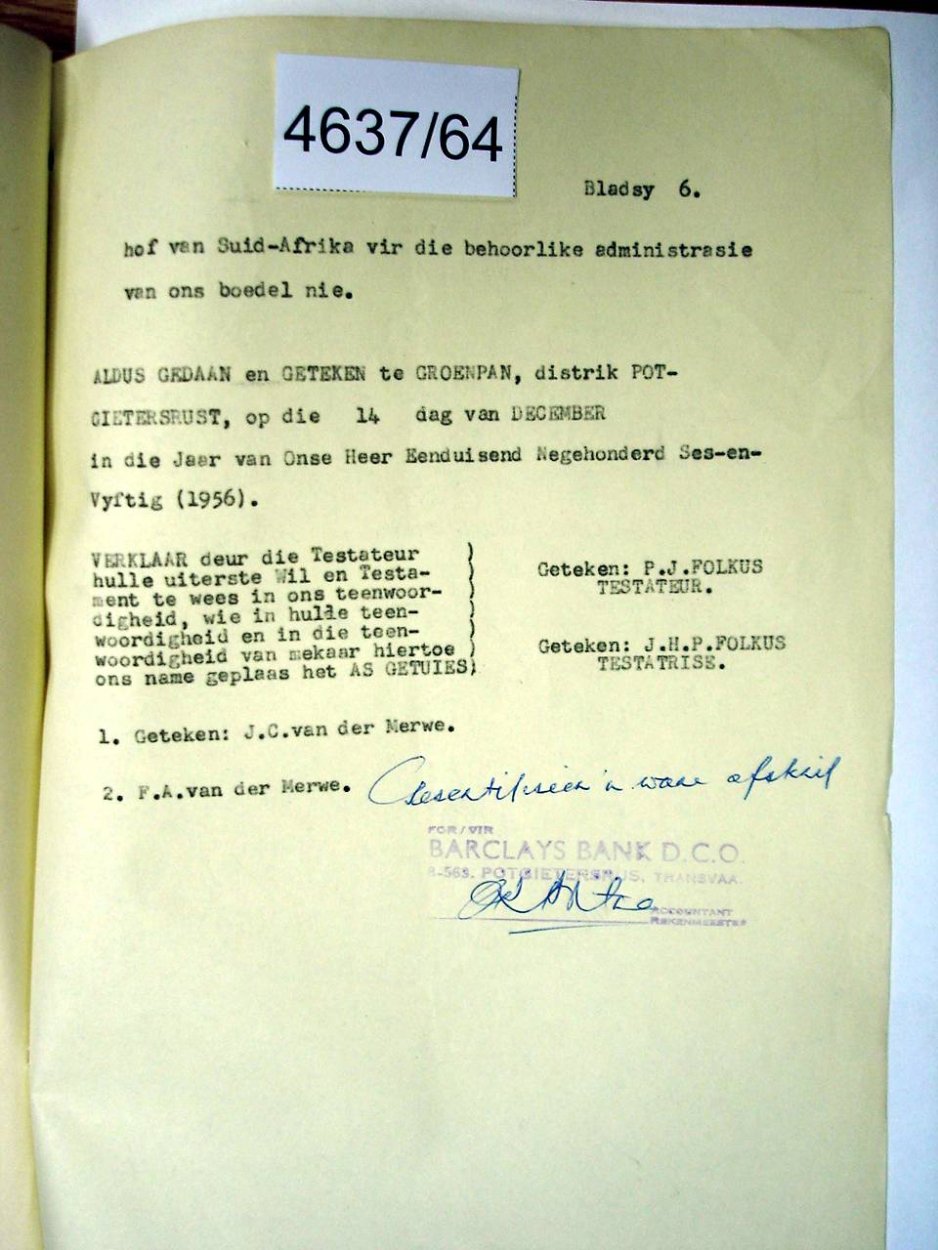 4637/64
Bladsy 6.
hof van Suid-Afrika vir die behoorlike administrasie
van ons boedel nie.
ALDUS GEDAAN en GETEKEN te GROENPAN, distrik POT-
GIETERSRUST, op die 14 dag van DECEMBER
in die Jaar van Onse Heer Eenduisend Negehonderd Ses-en-
Vyftig (1956).
VERKLAAR deur die Testateur )
hulle uiterste Wil en Testa- )
ment te wees in ons teenwoor- )
digheid, wie in hulle teen- )
woordigheid en in die teen- )
woordigheid van mekaar hiertoe )
ons name geplaas het AS GETUIES)
Geteken: P.J.FOLKUS
TESTATEUR.
Geteken: J.H.P.FOLKUS
TESTATRISE.
1. Geteken: J.C.van der Merwe.
2. F.A.van der Merwe.
Gesertifiseer 'n ware afskrif
FOR/VIR
BARCLAYS BANK D.C.O.
8-563. POTGIETERSRUS, TRANSVAAL.
ACCOUNTANT
REKENMEESTER